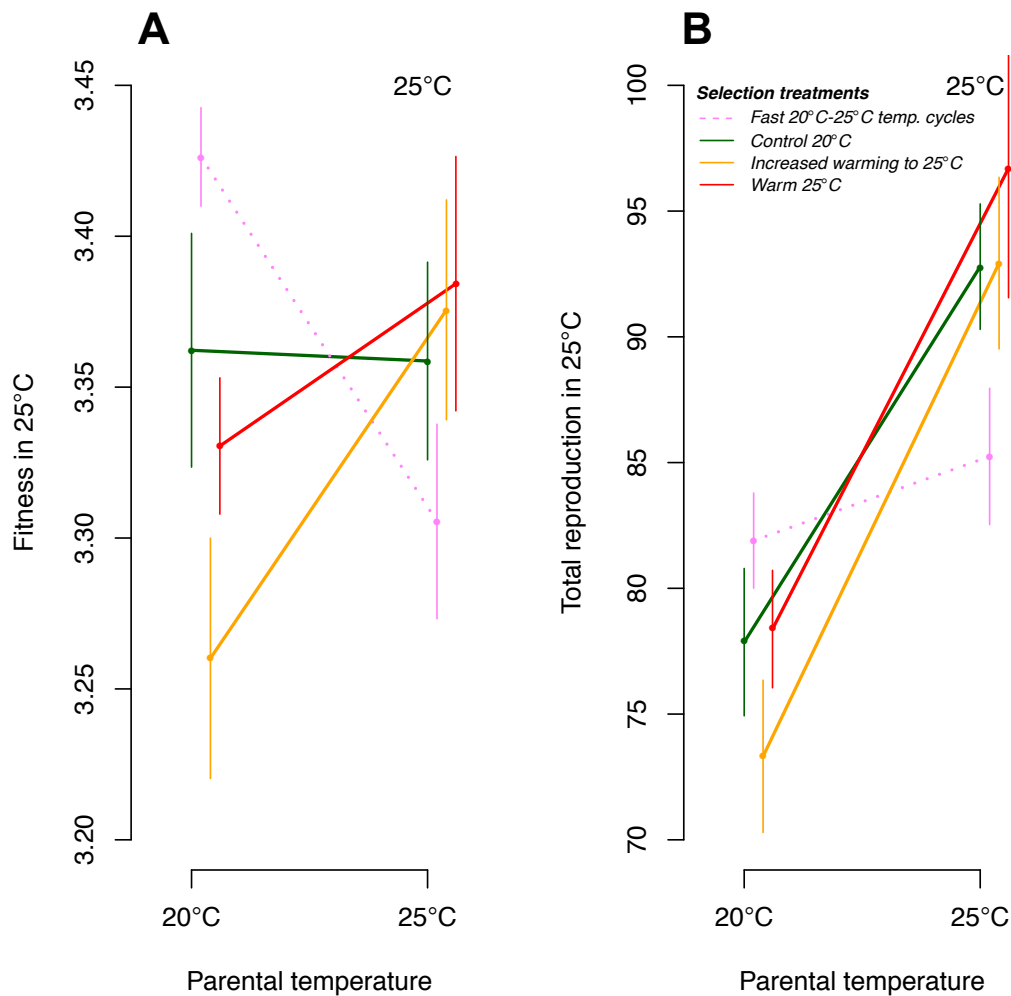 A
25°C
Fitness in 25°C
3.45
3.40
3.35
3.30
3.25
3.20
20°C
25°C
Parental temperature
B
25°C
Selection treatments
Fast 20°C-25°C temp. cycles
Control 20°C
Increased warming to 25°C
Warm 25°C
Total reproduction in 25°C
100
95
90
85
80
75
70
20°C
25°C
Parental temperature